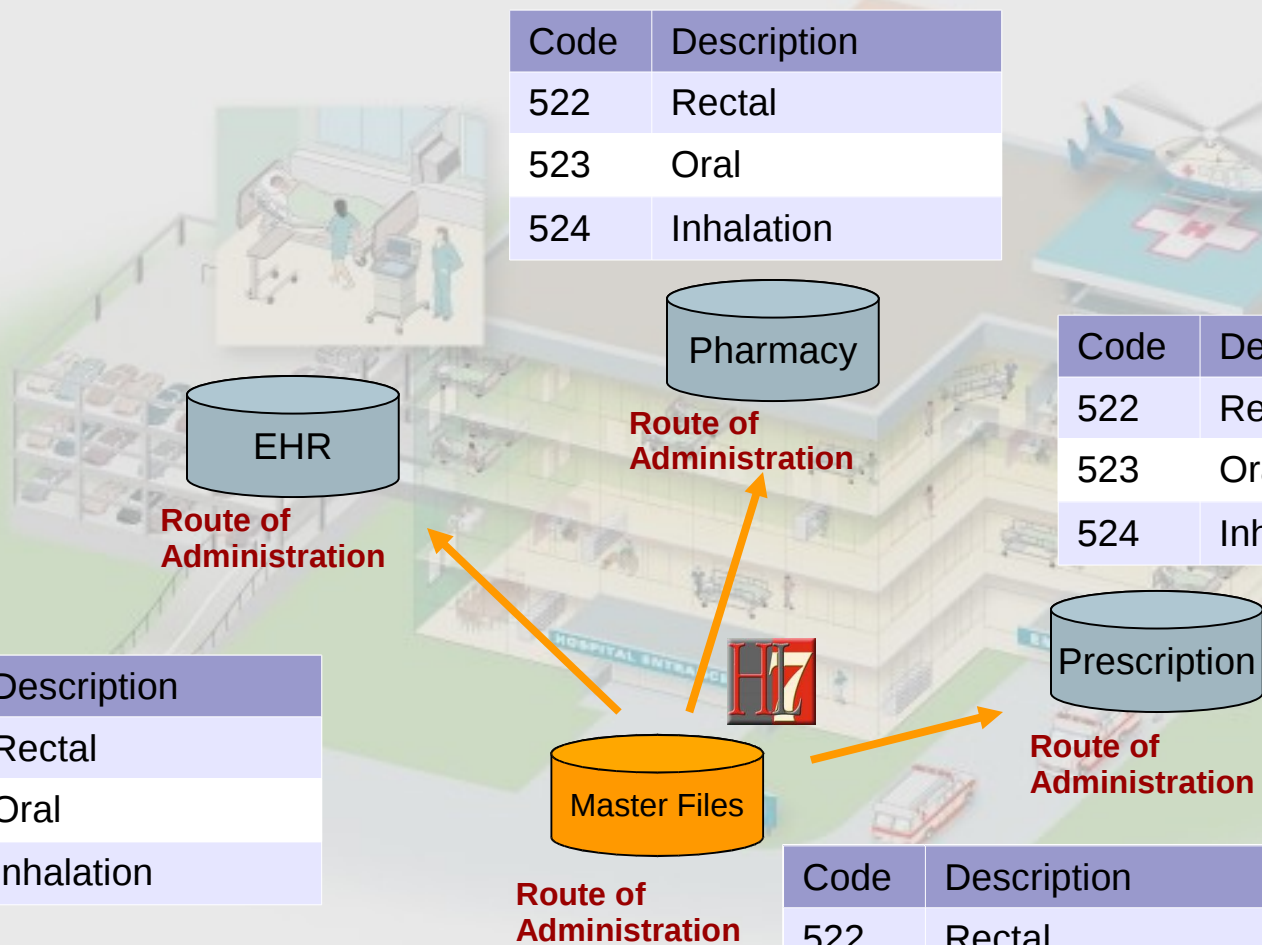 Code Description
522 Rectal
523 Oral
524 Inhalation
Pharmacy
Route of
Administration
EHR
Route of
Administration
Code
522
523
524
Prescription
Route of
Administration
HOSPITAL ENTRANCE
HL7
Description
Rectal
Oral
Inhalation
Master Files
Route of
Administration
Code Description
522 Rectal
H